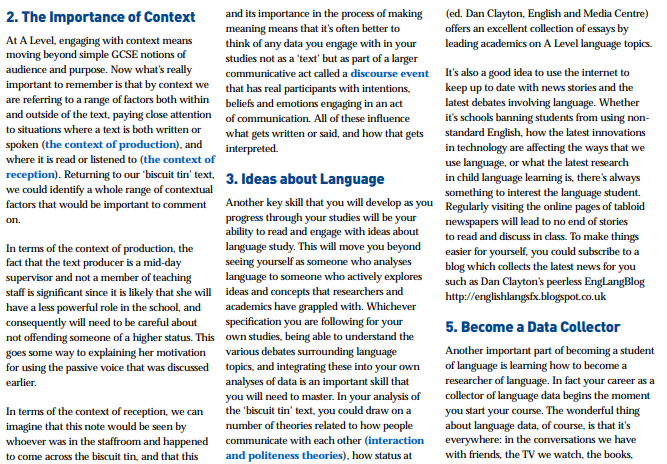 2. The Importance of Context
At A Level, engaging with context means
moving beyond simple GCSE notions of
audience and purpose. Now what's really
important to remember is that by context we
are referring to a range of factors both within
and outside of the text, paying close attention
to situations where a text is both written or
spoken (the context of production), and
where it is read or listened to (the context of
reception). Returning to our 'biscuit tin' text,
we could identify a whole range of contextual
factors that would be important to comment
on.
In terms of the context of production, the
fact that the text producer is a mid-day
supervisor and not a member of teaching
staff is significant since it is likely that she will
have a less powerful role in the school, and
consequently will need to be careful about
not offending someone of a higher status. This
goes some way to explaining her motivation
for using the passive voice that was discussed
earlier.
In terms of the context of reception, we can
imagine that this note would be seen by
whoever was in the staffroom and happened
to come across the biscuit tin, and that this
and its importance in the process of making
meaning means that it's often better to
think of any data you engage with in your
studies not as a 'text' but as part of a larger
communicative act called a discourse event
that has real participants with intentions,
beliefs and emotions engaging in an act
of communication. All of these influence
what gets written or said, and how that gets
interpreted.
3. Ideas about Language
Another key skill that you will develop as you
progress through your studies will be your
ability to read and engage with ideas about
language study. This will move you beyond
seeing yourself as someone who analyses
language to someone who actively explores
ideas and concepts that researchers and
academics have grappled with. Whichever
specification you are following for your
own studies, being able to understand the
various debates surrounding language
topics, and integrating these into your own
analyses of data is an important skill that
you will need to master. In your analysis of
the 'biscuit tin' text, you could draw on a
number of theories related to how people
communicate with each other (interaction
and politeness theories), how status at
(ed. Dan Clayton, English and Media Centre)
offers an excellent collection of essays by
leading academics on A Level language topics.
It's also a good idea to use the internet to
keep up to date with news stories and the
latest debates involving language. Whether
it's schools banning students from using non-
standard English, how the latest innovations
in technology are affecting the ways that we
use language, or what the latest research
in child language learning is, there's always
something to interest the language student.
Regularly visiting the online pages of tabloid
newspapers will lead to no end of stories
to read and discuss in class. To make things
easier for yourself, you could subscribe to a
blog which collects the latest news for you
such as Dan Clayton's peerless EngLangBlog
http://englishlangsfx.blogspot.co.uk
5. Become a Data Collector
Another important part of becoming a student
of language is learning how to become a
researcher of language. In fact your career as a
collector of language data begins the moment
you start your course. The wonderful thing
about language data, of course, is that it's
everywhere: in the conversations we have
with friends, the TV we watch, the books,